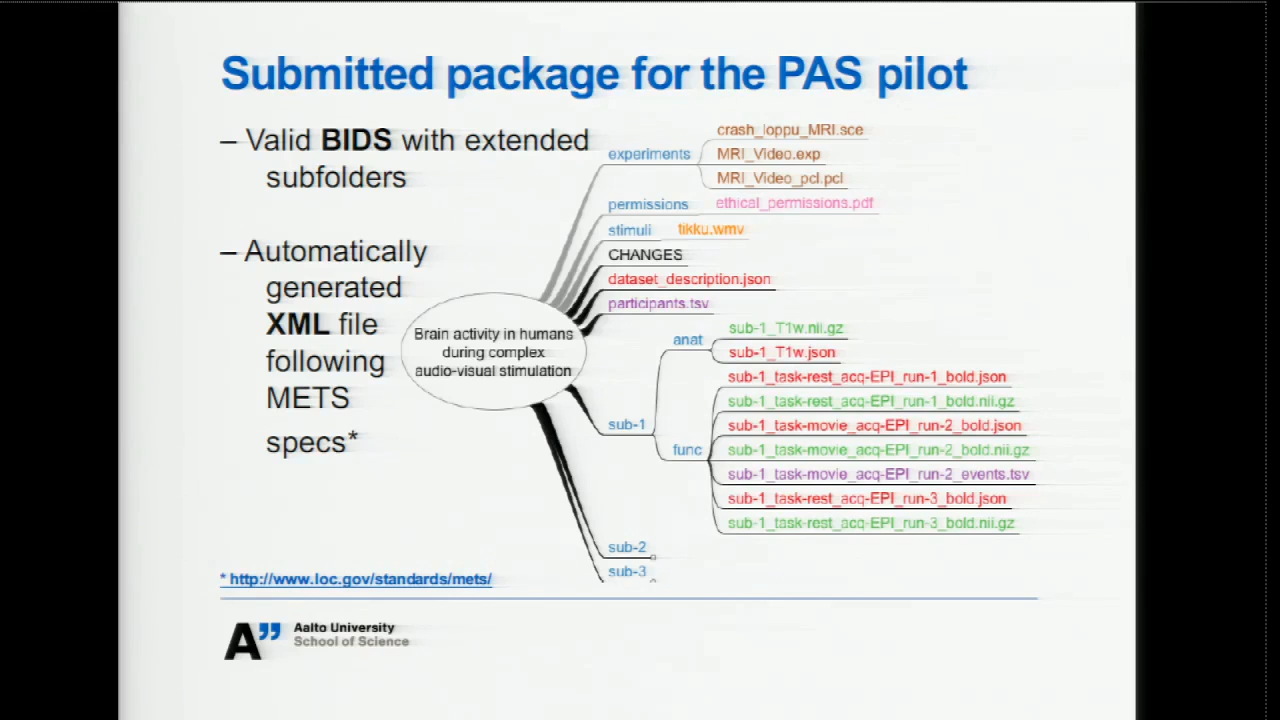 Submitted package for the PAS pilot
– Valid BIDS with extended
subfolders
– Automatically
generated
XML file
following
METS
specs*
Brain activity in humans
during complex
audio-visual stimulation
experiments
crash_loppu_MRI.sce
MRI_Video.exp
MRI_Video_pcl.pcl
permissions
ethical_permissions.pdf
stimuli
tikku.wmv
CHANGES
dataset_description.json
participants.tsv
sub-1
anat
sub-1_T1w.nii.gz
sub-1_T1w.json
func
sub-1_task-rest_acq-EPI_run-1_bold.json
sub-1_task-rest_acq-EPI_run-1_bold.nii.gz
sub-1_task-movie_acq-EPI_run-2_bold.json
sub-1_task-movie_acq-EPI_run-2_bold.nii.gz
sub-1_task-movie_acq-EPI_run-2_events.tsv
sub-1_task-rest_acq-EPI_run-3_bold.json
sub-1_task-rest_acq-EPI_run-3_bold.nii.gz
sub-2
sub-3
* http://www.loc.gov/standards/mets/
A”
Aalto University
School of Science